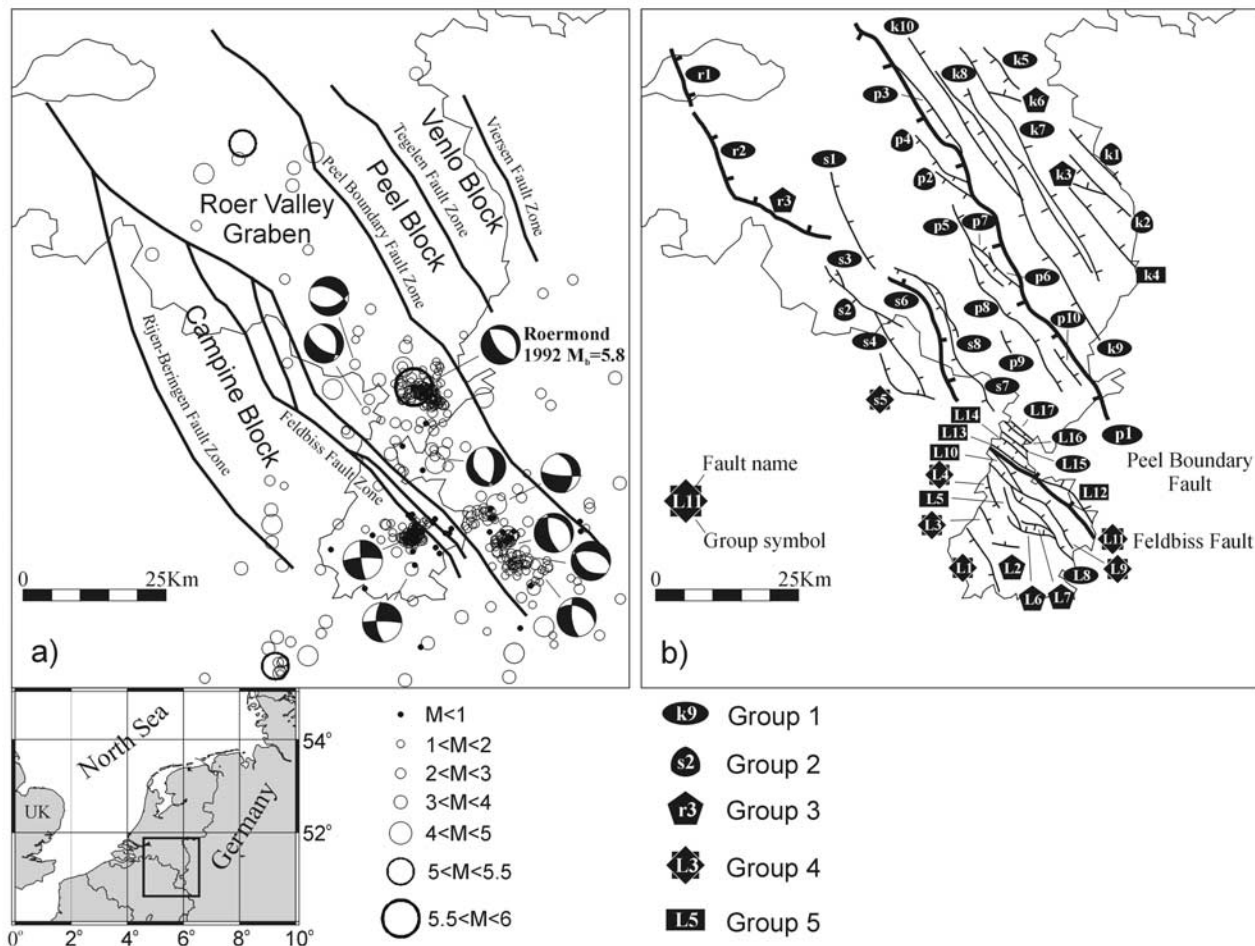 Roer Valley
Graben
Peel Boundary Fault Zone
Peel Block
Tegelen Fault Zone
Venlo Block
Viersen Fault Zone
Rijen-Beringen Fault Zone
Campine Block
Feldbiss Fault Zone
Roermond
1992 Mb=5.8
0 25Km
a)
k10
k5
r1
k8
p3
k6
k7
p4
k1
r2
s1
p2
k3
r3
p5
p7
k2
s3
p6
k4
s6
s2
p8
p10
s4
s8
k9
p9
s7
s5
L14
L17
p1
L13
L16
L10
L15
Peel Boundary
Fault
Fault name
L4
L11
L5
L12
L3
L11
Feldbiss Fault
Group symbol
L1
L2
L9
L8
L6
L7
0 25Km
b)
North Sea
UK
Germany
54°
52°
0° 2° 4° 6° 8° 10°
M<1
1<M<2
2<M<3
3<M<4
4<M<5
5<M<5.5
5.5<M<6
k9 Group 1
s2 Group 2
r3 Group 3
L3 Group 4
L5 Group 5